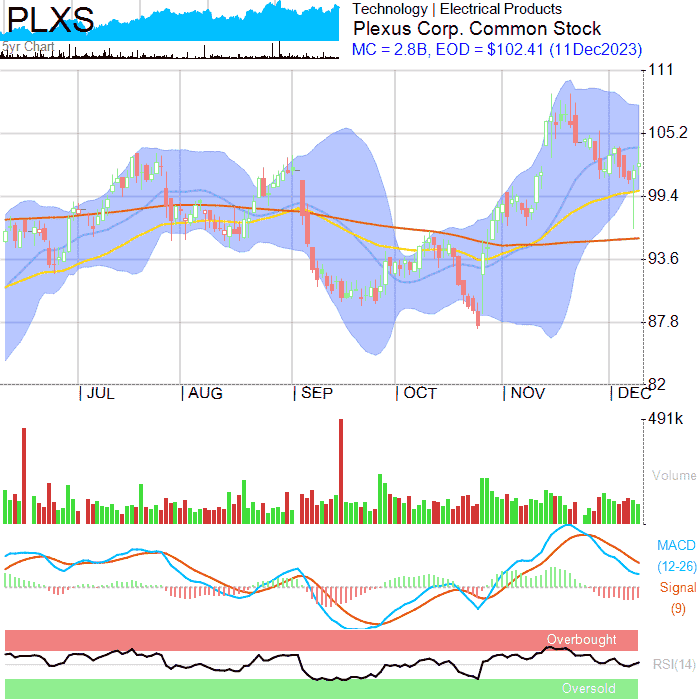 PLXS
5yr Chart
Technology | Electrical Products
Plexus Corp. Common Stock
MC = 2.8B, EOD = $102.41 (11Dec2023)
111
105.2
99.4
93.6
87.8
82
JUL
AUG
SEP
OCT
NOV
DEC
491k
Volume
MACD
(12-26)
Signal
(9)
Overbought
RSI(14)
Oversold